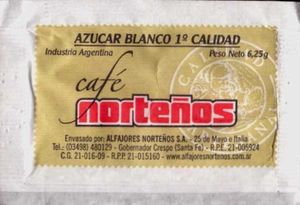 AZUCAR BLANCO 1º CALIDAD
Industria Argentina Peso Neto 6,25g
café
norteños
Envasado por: ALFAJORES NORTEÑOS S.A. - 25 de Mayo e Italia
Tel.: (03498) 480129 - Gobernador Crespo (Santa Fe) - R.P.E. 21-005924
C.G. 21-016-09 - R.P.P. 21-015160 - www.alfajoresnortenos.com.ar